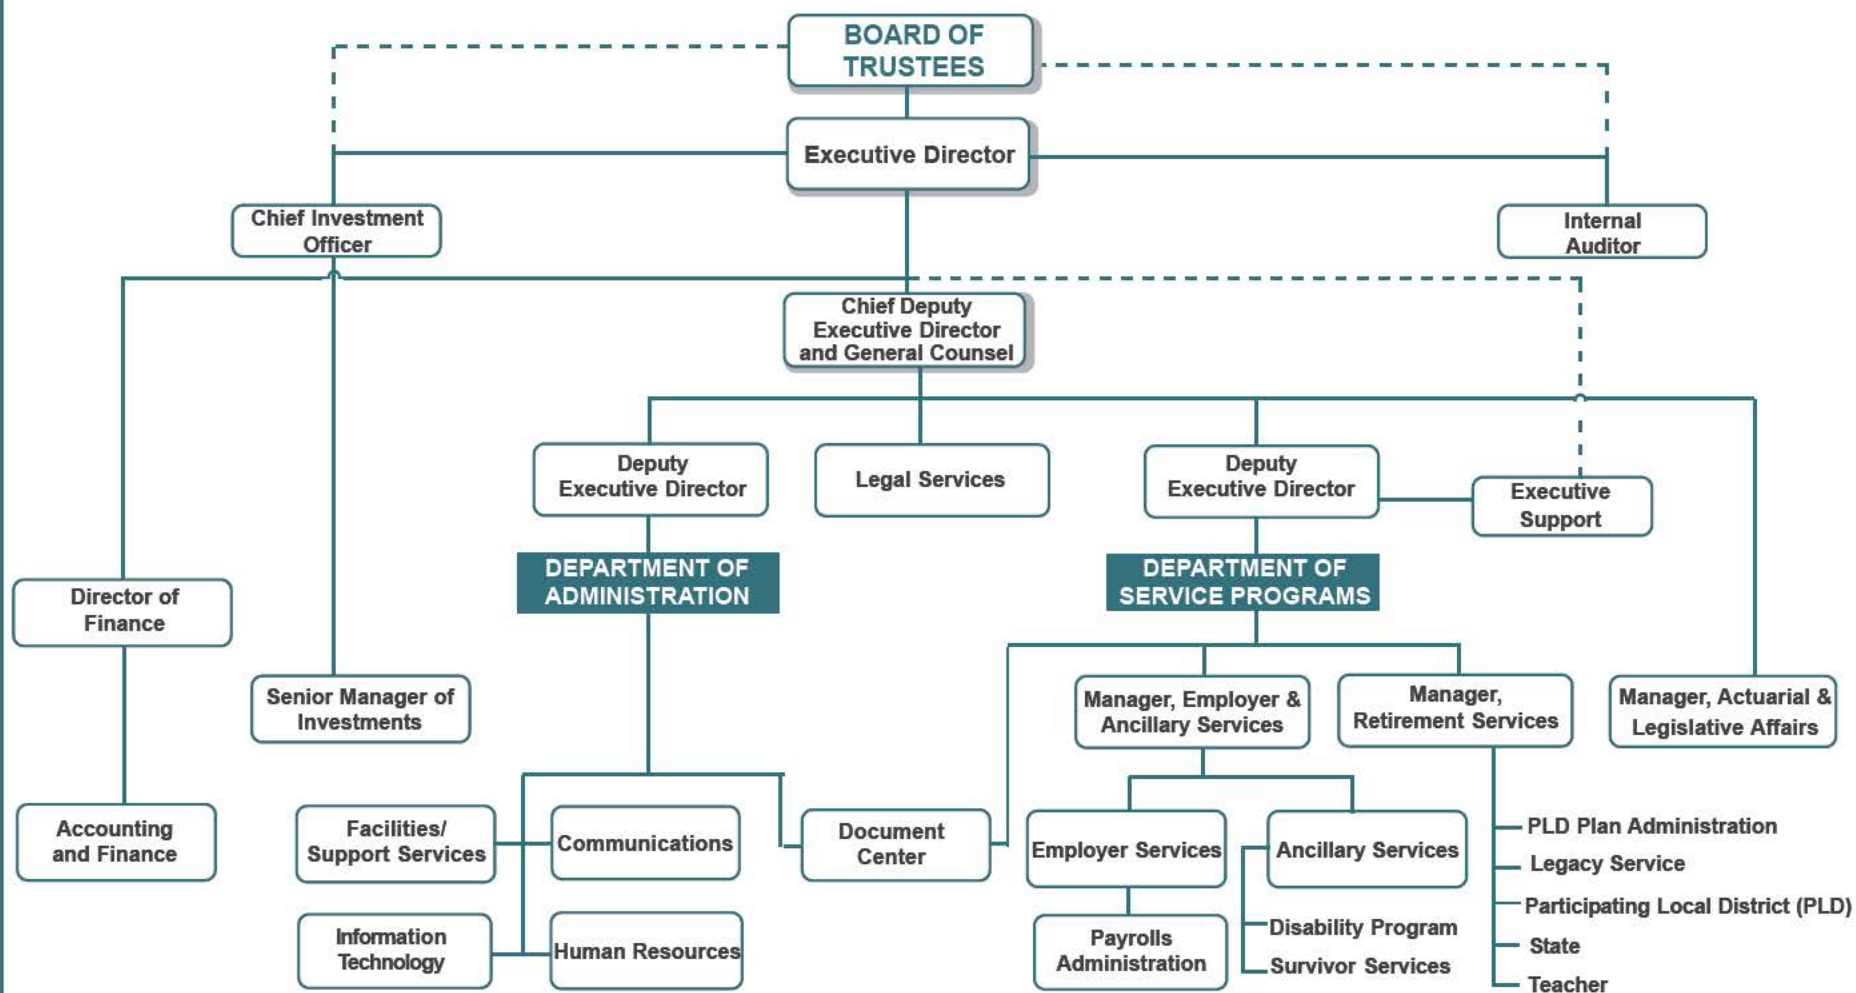 BOARD OF
TRUSTEES
Executive Director
Chief Investment
Officer
Internal
Auditor
Chief Deputy
Executive Director
and General Counsel
Deputy
Executive Director
Legal Services
Deputy
Executive Director
Executive
Support
DEPARTMENT OF
ADMINISTRATION
DEPARTMENT OF
SERVICE PROGRAMS
Director of
Finance
Senior Manager of
Investments
Manager, Employer &
Ancillary Services
Manager,
Retirement Services
Manager, Actuarial &
Legislative Affairs
Accounting
and Finance
Facilities/
Support Services
Communications
Document
Center
Employer Services
Ancillary Services
PLD Plan Administration
Legacy Service
Participating Local District (PLD)
State
Teacher
Information
Technology
Human Resources
Payrolls
Administration
Disability Program
Survivor Services